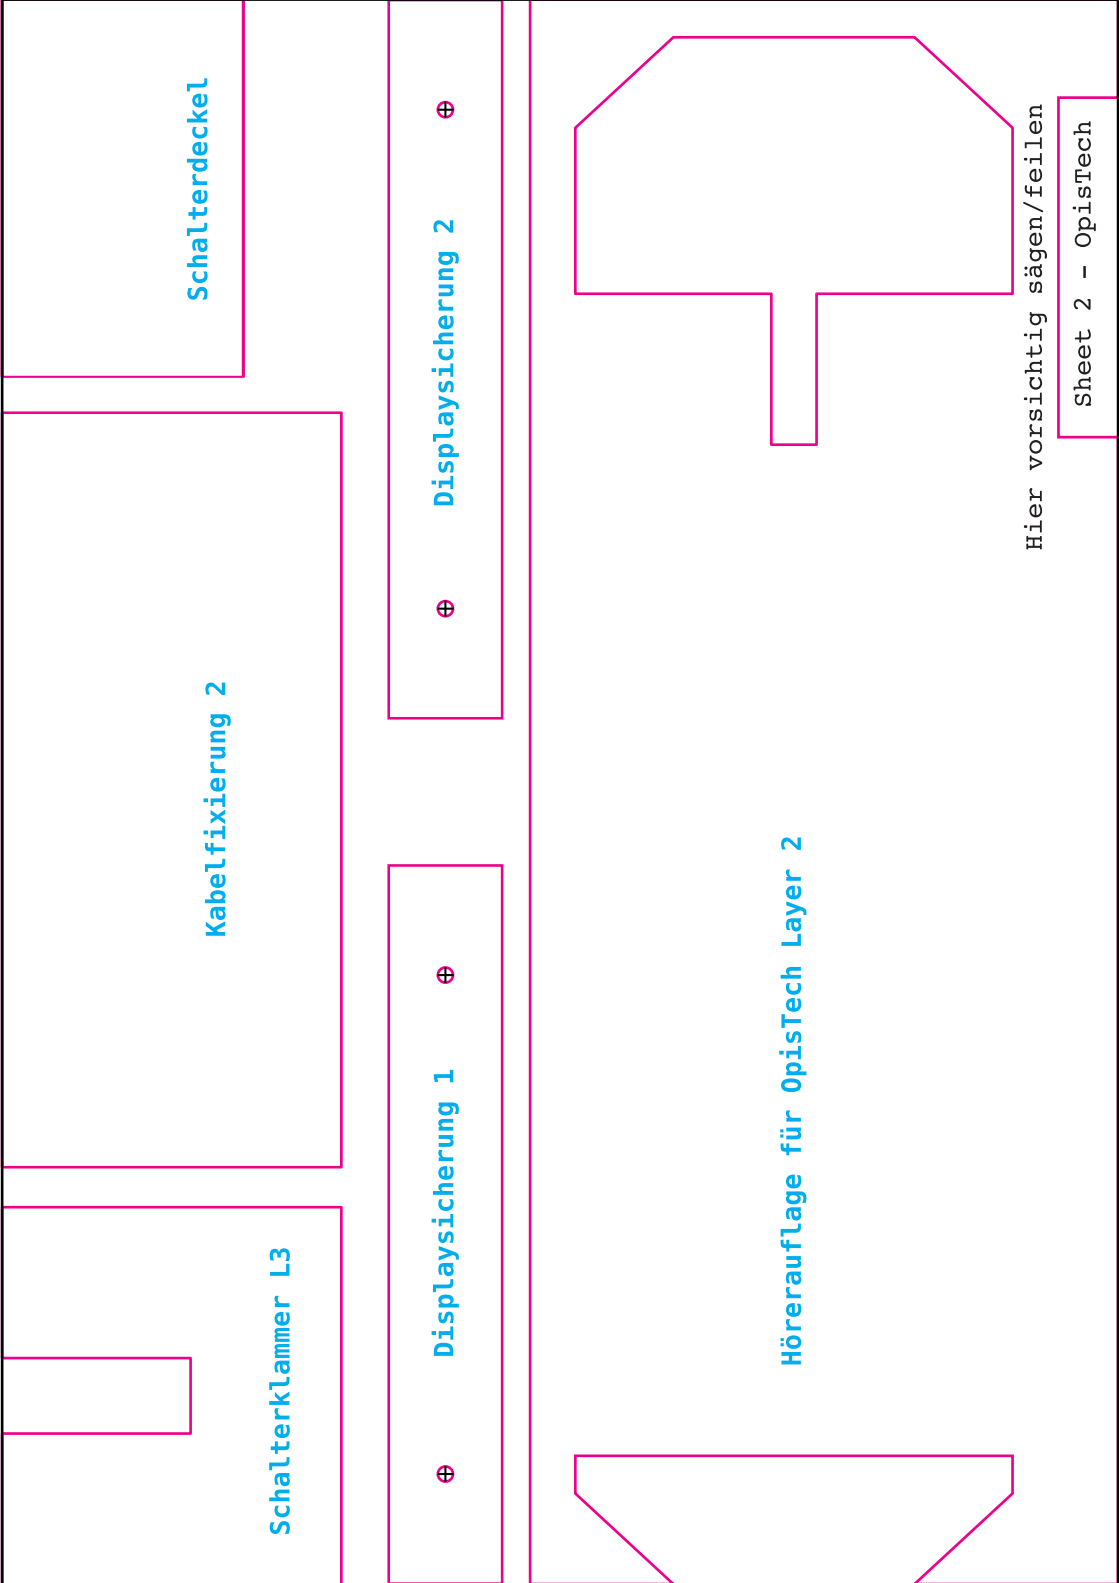 Schalterdeckel
Kabelfixierung 2
Schalterklammer L3
Displaysicherung 2
Displaysicherung 1
Hörerauflage für OpisTech Layer 2
Hier vorsichtig sägen/feilen
Sheet 2 - OpisTech